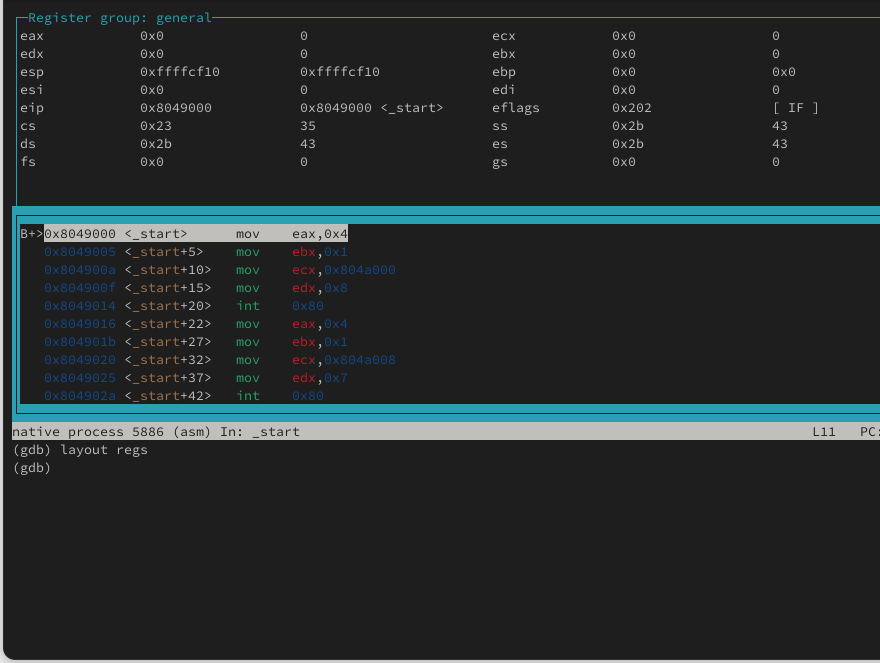 Register group: general
eax 0x0 0 ecx 0x0 0
edx 0x0 0 ebx 0x0 0
esp 0xffffcf10 0xffffcf10 ebp 0x0 0x0
esi 0x0 0 edi 0x0 0
eip 0x8049000 0x8049000 <_start> eflags 0x202 [ IF ]
cs 0x23 35 ss 0x2b 43
ds 0x2b 43 es 0x2b 43
fs 0x0 0 gs 0x0 0
B+>0x8049000 <_start> mov eax,0x4
0x8049005 <_start+5> mov ebx,0x1
0x804900a <_start+10> mov ecx,0x804a000
0x804900f <_start+15> mov edx,0x8
0x8049014 <_start+20> int 0x80
0x8049016 <_start+22> mov eax,0x4
0x804901b <_start+27> mov ebx,0x1
0x8049020 <_start+32> mov ecx,0x804a008
0x8049025 <_start+37> mov edx,0x7
0x804902a <_start+42> int 0x80
native process 5886 (asm) In: _start L11 PC:
(gdb) layout regs
(gdb)